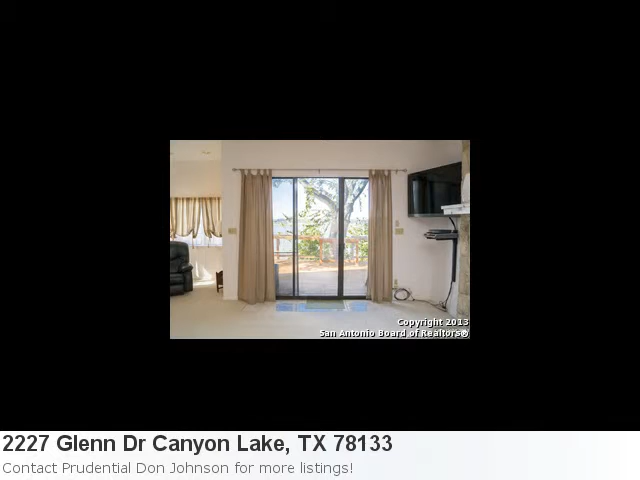 Copyright 2013
San Antonio Board of Realtors®
2227 Glenn Dr Canyon Lake, TX 78133
Contact Prudential Don Johnson for more listings!